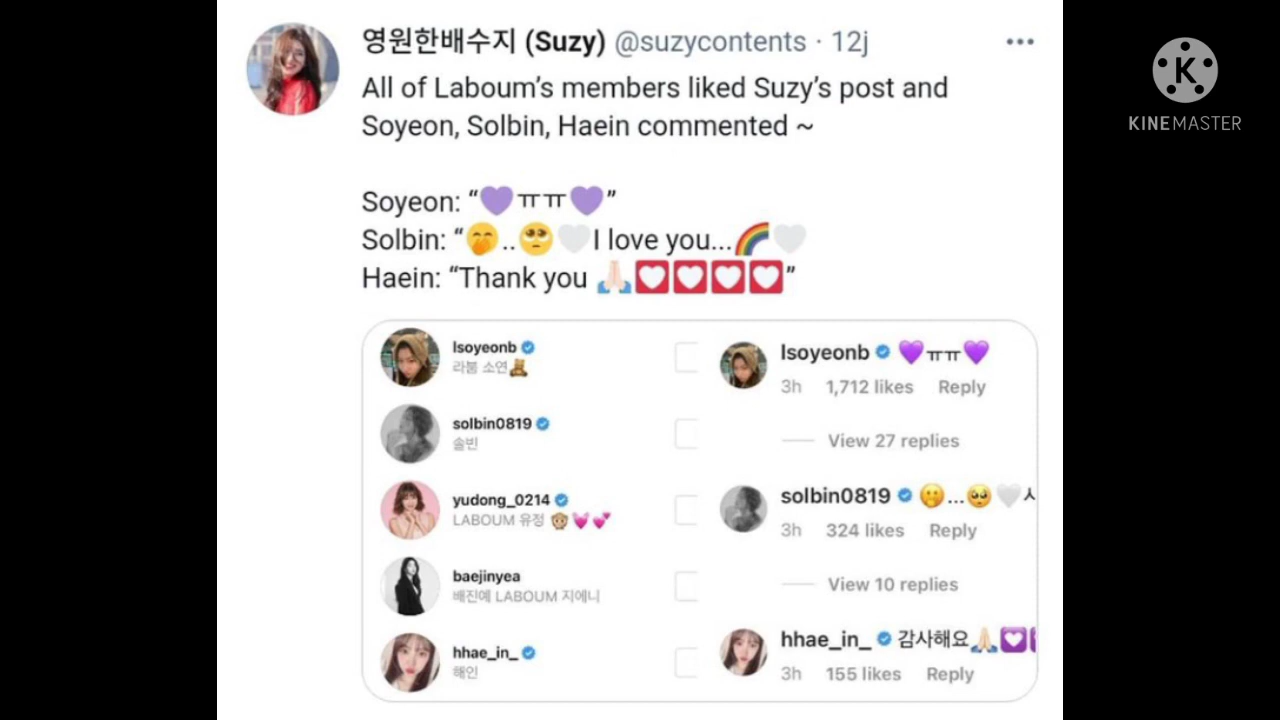 영원한배수지 (Suzy) @suzycontents · 12j
All of Laboum’s members liked Suzy’s post and
Soyeon, Solbin, Haein commented ~
Soyeon: “💜ㅠㅠ💜”
Solbin: “🤭..🥺🤍I love you...🌈🤍
Haein: “Thank you 🙏🏻💟💟💟💟”
KINEMASTER
lsoyeonb
라붐 소연🧸
solbin0819
솔빈
yudong_0214
LABOUM 유정 🙊💓💕
baejinyea
배진예 LABOUM 지에니
hhae_in_
해인
lsoyeonb 💜ㅠㅠ💜
3h 1,712 likes Reply
View 27 replies
solbin0819 🤭...🥺🤍
3h 324 likes Reply
View 10 replies
hhae_in_ 감사해요🙏🏻💟
3h 155 likes Reply